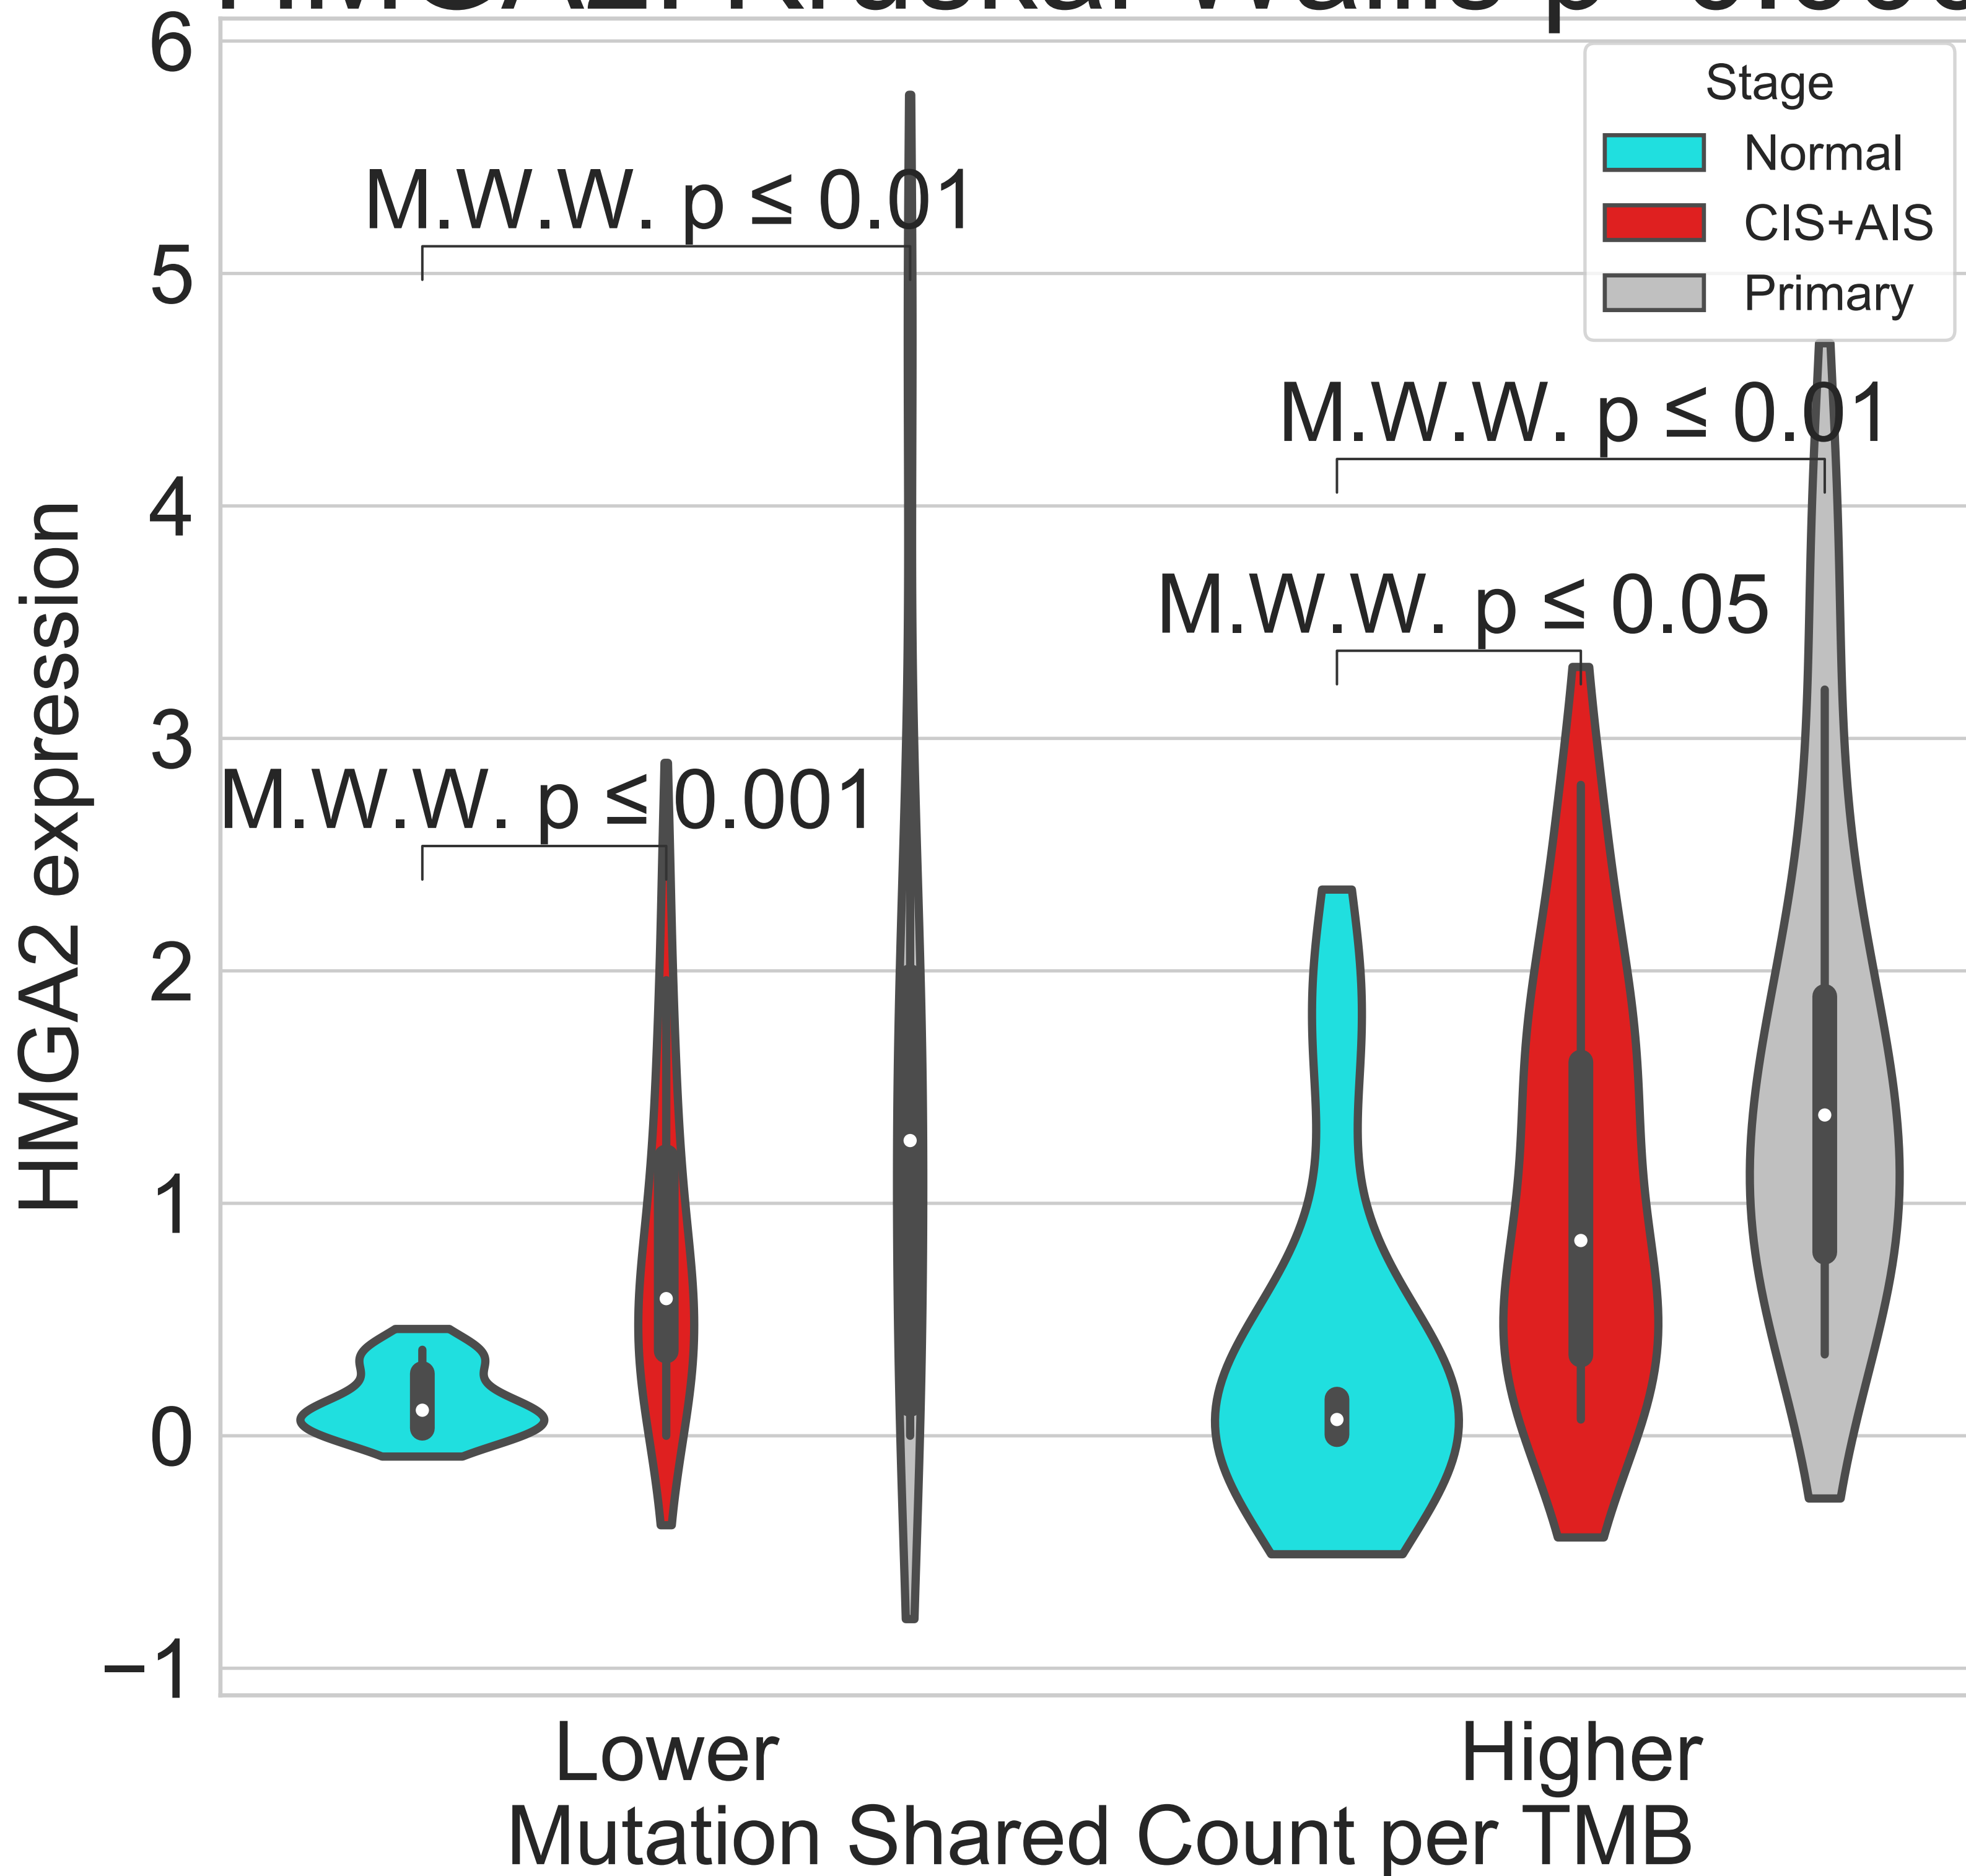 6
5
4
3
2
1
0
−1
HMGA2 expression
Stage
Normal
CIS+AIS
Primary
M.W.W. p ≤ 0.01
M.W.W. p ≤ 0.01
M.W.W. p ≤ 0.05
M.W.W. p ≤ 0.001
Lower
Higher
Mutation Shared Count per TMB